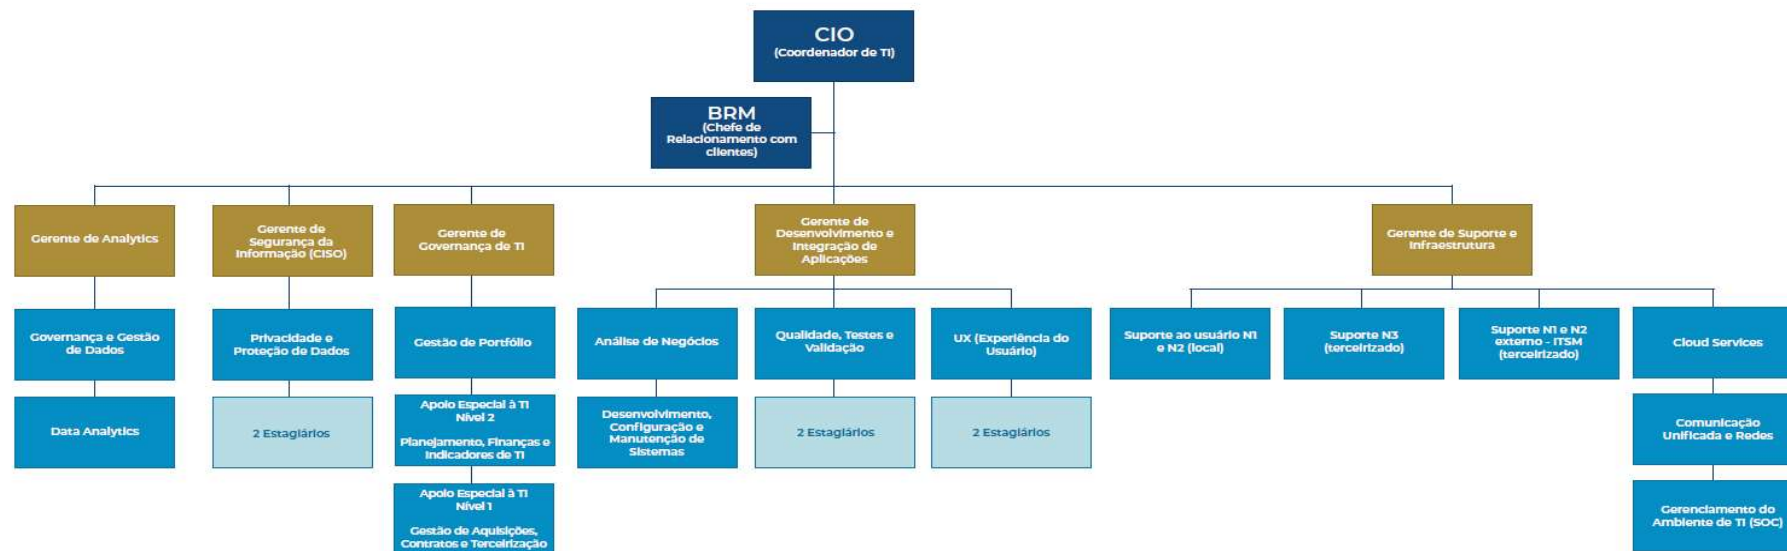 CIO
(Coordenador de TI)
BRM
(Chefe de
Relacionamento com
clientes)
Gerente de Analytics
Gerente de
Segurança da
Informação (CISO)
Gerente de
Governança de TI
Gerente de
Desenvolvimento e
Integração de
Aplicações
Gerente de Suporte e
Infraestrutura
Governança e Gestão
de Dados
Privacidade e
Proteção de Dados
Gestão de Portfólio
Análise de Negócios
Qualidade, Testes e
Validação
UX (Experiência do
Usuário)
Suporte ao usuário N1
e N2 (local)
Suporte N3
(terceirizado)
Suporte N1 e N2
externo - ITSM
(terceirizado)
Cloud Services
Data Analytics
2 Estagiários
Apoio Especial à TI
Nível 2
Planejamento, Finanças e
Indicadores de TI
Desenvolvimento,
Configuração e
Manutenção de
Sistemas
2 Estagiários
2 Estagiários
Comunicação
Unificada e Redes
Apoio Especial à TI
Nível 1
Gestão de Aquisições,
Contratos e Terceirização
Gerenciamento do
Ambiente de TI (SOC)